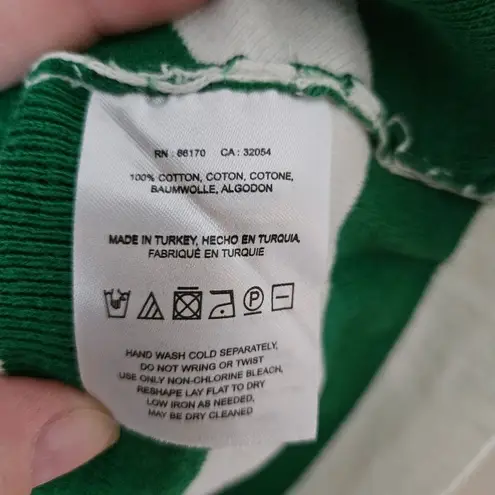 RN : 66170 CA : 32054
100% COTTON, COTON, COTONE,
BAUMWOLLE, ALGODON
MADE IN TURKEY, HECHO EN TURQUIA,
FABRIQUÉ EN TURQUIE
P
HAND WASH COLD SEPARATELY,
DO NOT WRING OR TWIST
USE ONLY NON-CHLORINE BLEACH,
RESHAPE LAY FLAT TO DRY
LOW IRON AS NEEDED,
MAY BE DRY CLEANED